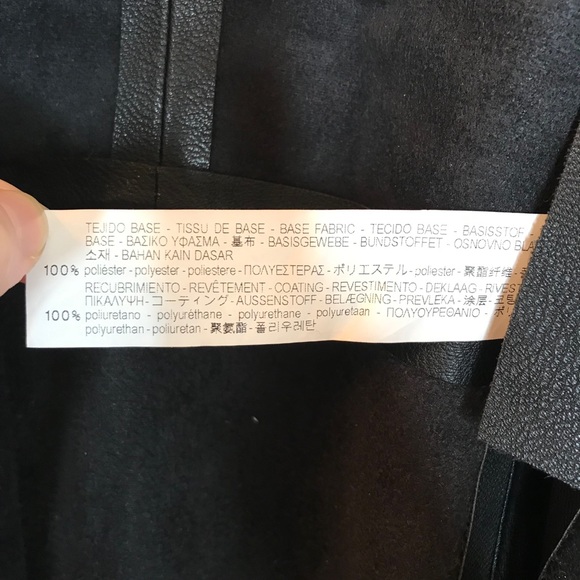 TEJIDO BASE - TISSU DE BASE - BASE FABRIC - TECIDO BASE - BASISSTOF -
BASE - ΒΑΣΙΚΟ ΥΦΑΣΜΑ - 基布 - BASISGEWEBE - BUNDSTOFFET - OSNOVNO
소재 - BAHAN KAIN DASAR
100% poliéster - polyester - poliestere - ΠΟΛΥΕΣΤΕΡΑΣ - ポリエステル - poliester - 聚酯纤维 -
RECUBRIMIENTO - REVÊTEMENT - COATING - REVESTIMENTO - DEKLAAG -
ΠΙΚΑΛΥΨΗ - コーティング - AUSSENSTOFF - BELÆGNING - PREVLEKA - 涂层 -
100% poliuretano - polyuréthane - polyurethane - polyuretaan - ΠΟΛΥΟΥΡΕΘΑΝΙΟ -
polyurethan - poliuretan - 聚氨酯 - 폴리우레탄